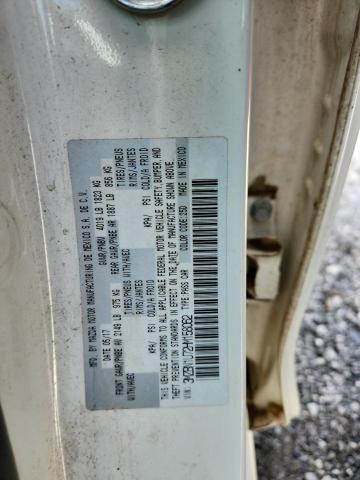 MFD. BY MAZDA MOTOR MANUFACTURING DE MEXICO S.A. DE C.V.
DATE: 05/17 GVWR/PNBV 4019 LB 1823 KG
FRONT GAWR/PNBE AV 2149 LB 975 KG REAR GAWR/PNBE AR 1887 LB 856 KG
WITH/AVEC TIRES/PNEUS WITH/AVEC TIRES/PNEUS
RIMS/JANTES RIMS/JANTES
KPA/ PSI COLD/A FROID KPA/ PSI COLD/A FROID
THIS VEHICLE CONFORMS TO ALL APPLICABLE FEDERAL MOTOR VEHICLE SAFETY, BUMPER, AND
THEFT PREVENTION STANDARDS IN EFFECT ON THE DATE OF MANUFACTURE SHOWN ABOVE.
VIN: 3MZBN1U72HM158062 COLOR CODE: 25D MADE IN MEXICO